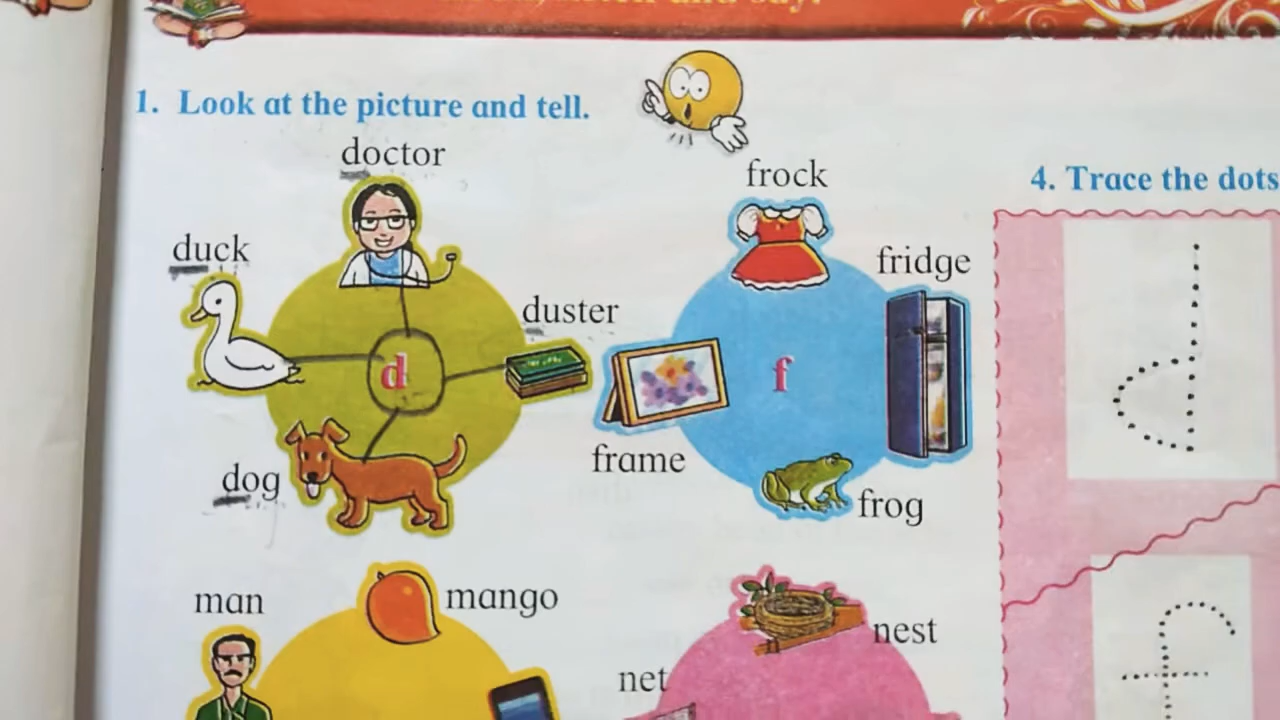 1. Look at the picture and tell.
doctor
duck
duster
d
dog
frock
fridge
f
frame
frog
4. Trace the dots
d
f
man
mango
nest
net